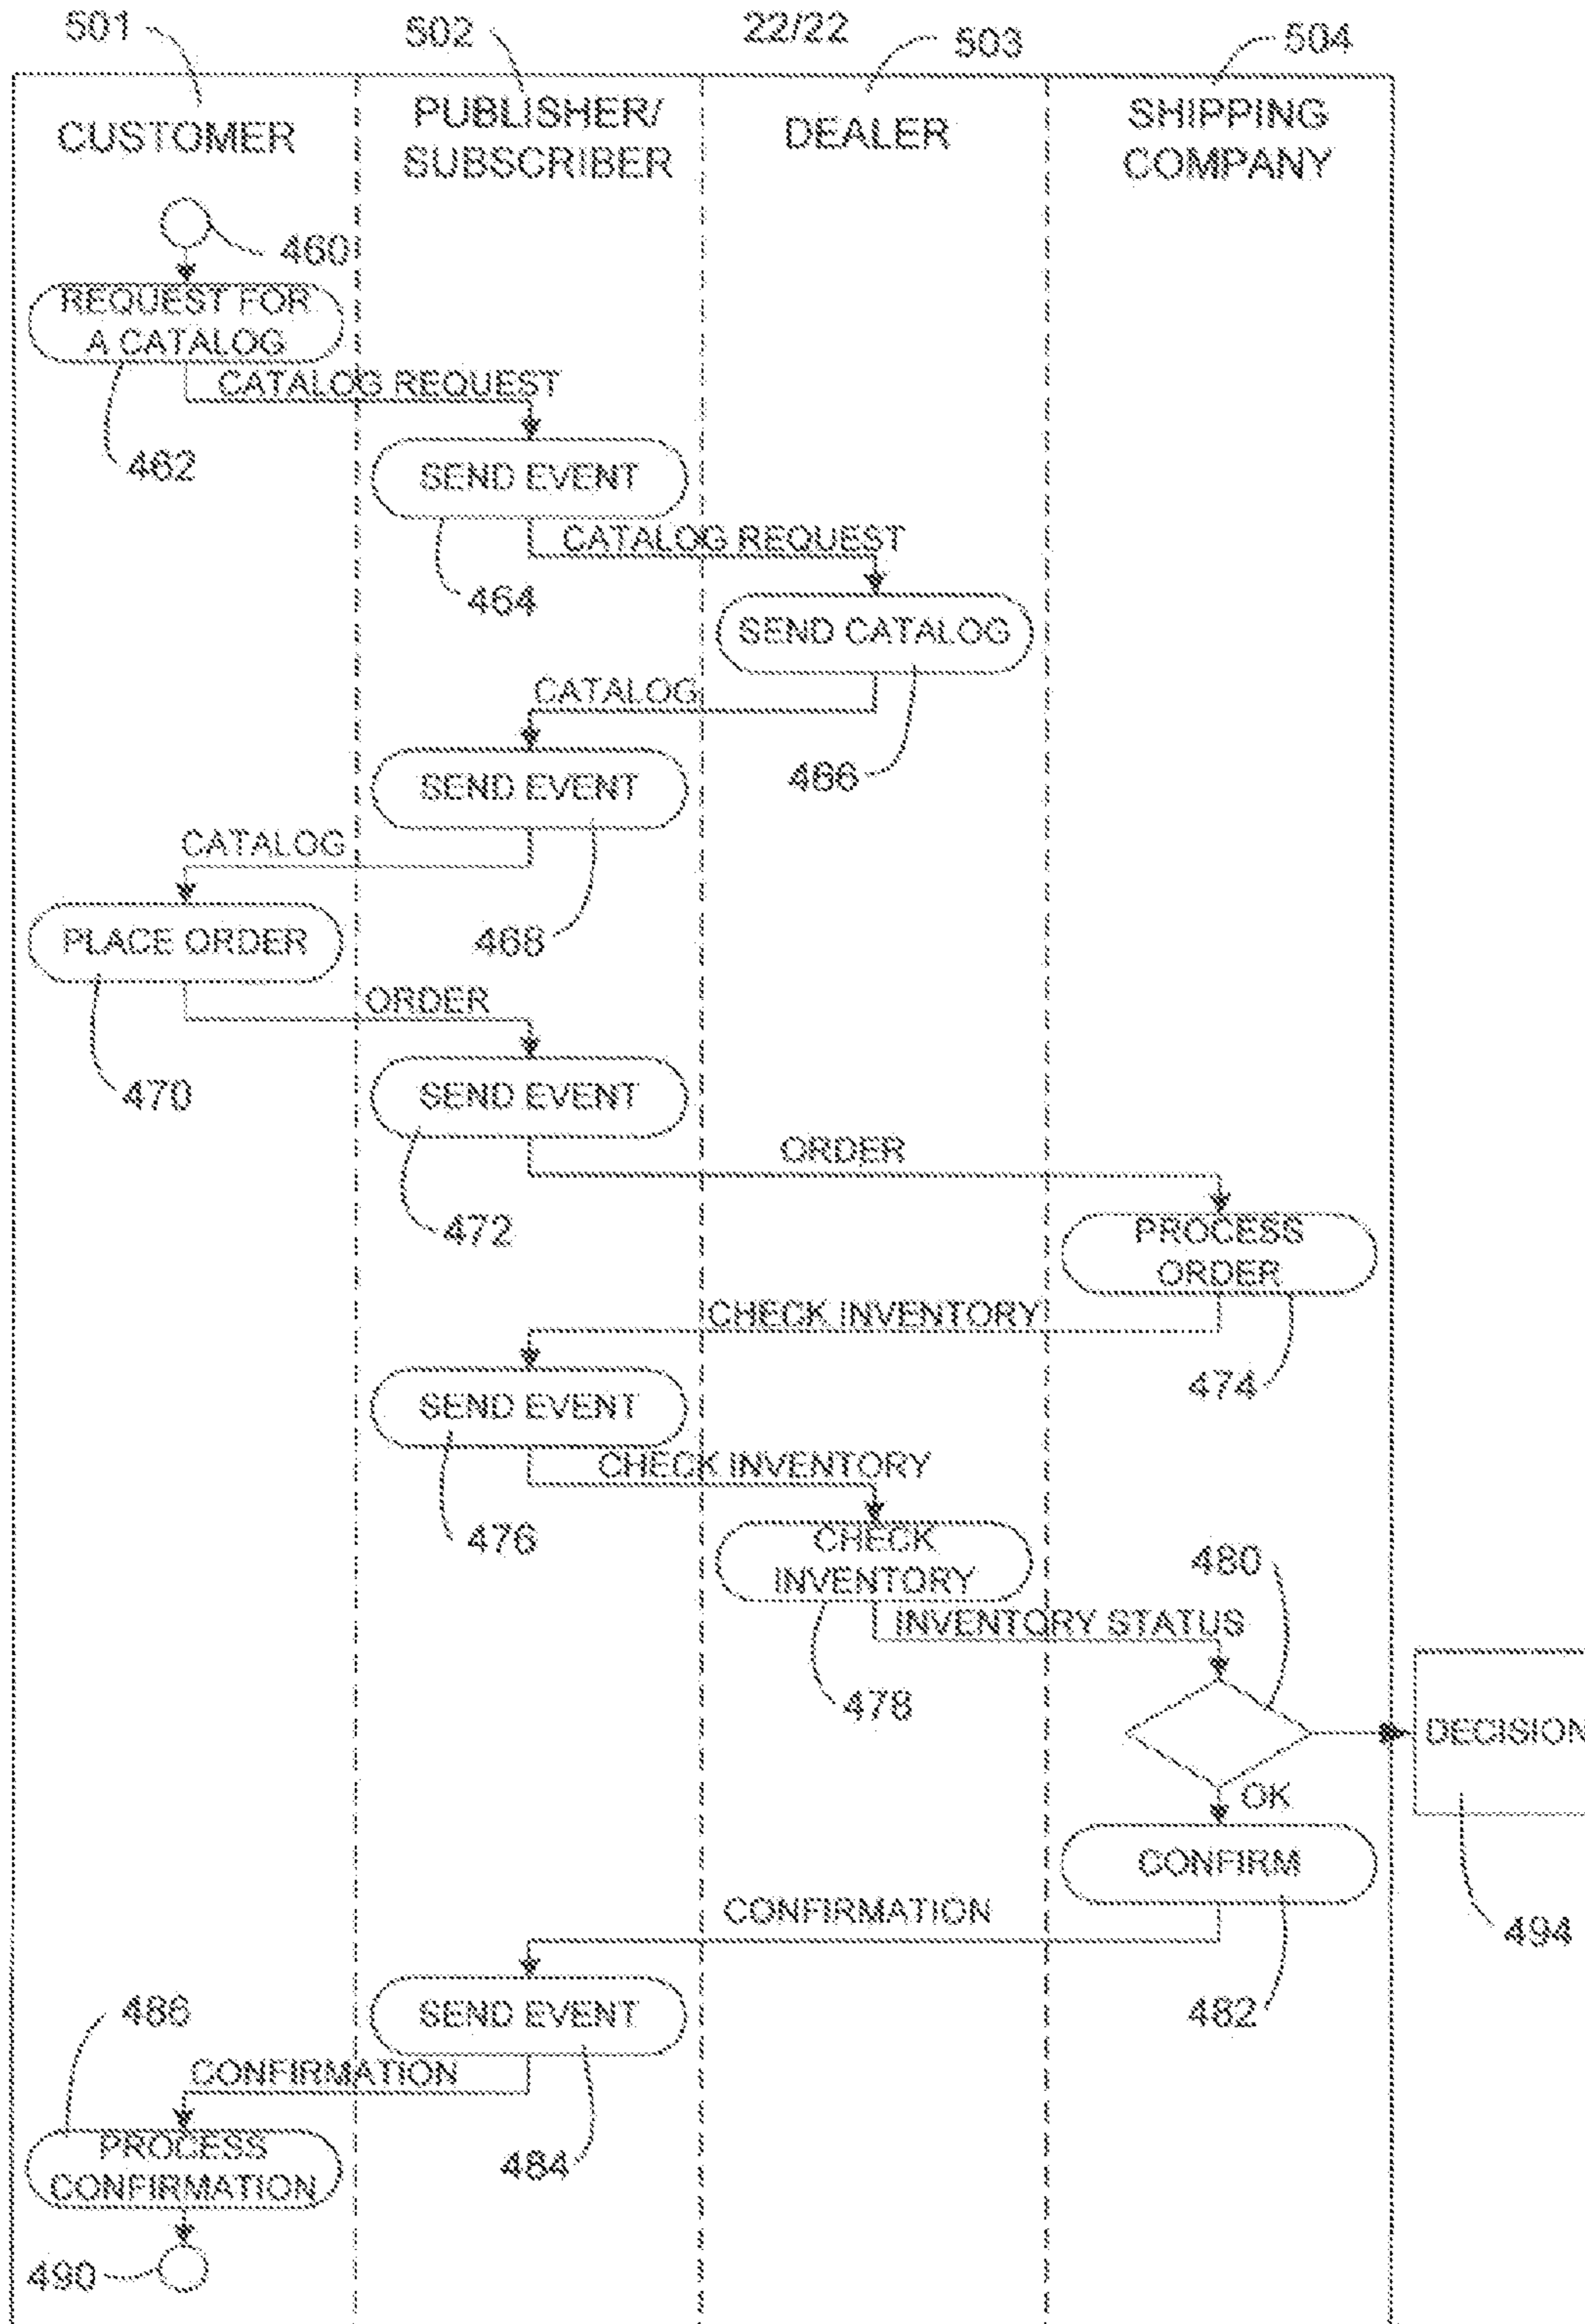 501
502
22/22
503
504
CUSTOMER
PUBLISHER/
SUBSCRIBER
DEALER
SHIPPING
COMPANY
460
REQUEST FOR
A CATALOG
CATALOG REQUEST
462
SEND EVENT
CATALOG REQUEST
464
SEND CATALOG
CATALOG
466
SEND EVENT
CATALOG
468
PLACE ORDER
ORDER
470
SEND EVENT
ORDER
472
PROCESS
ORDER
CHECK INVENTORY
474
SEND EVENT
CHECK INVENTORY
476
CHECK
INVENTORY
480
INVENTORY STATUS
478
DECISION
OK
CONFIRM
CONFIRMATION
494
482
486
SEND EVENT
CONFIRMATION
484
PROCESS
CONFIRMATION
490